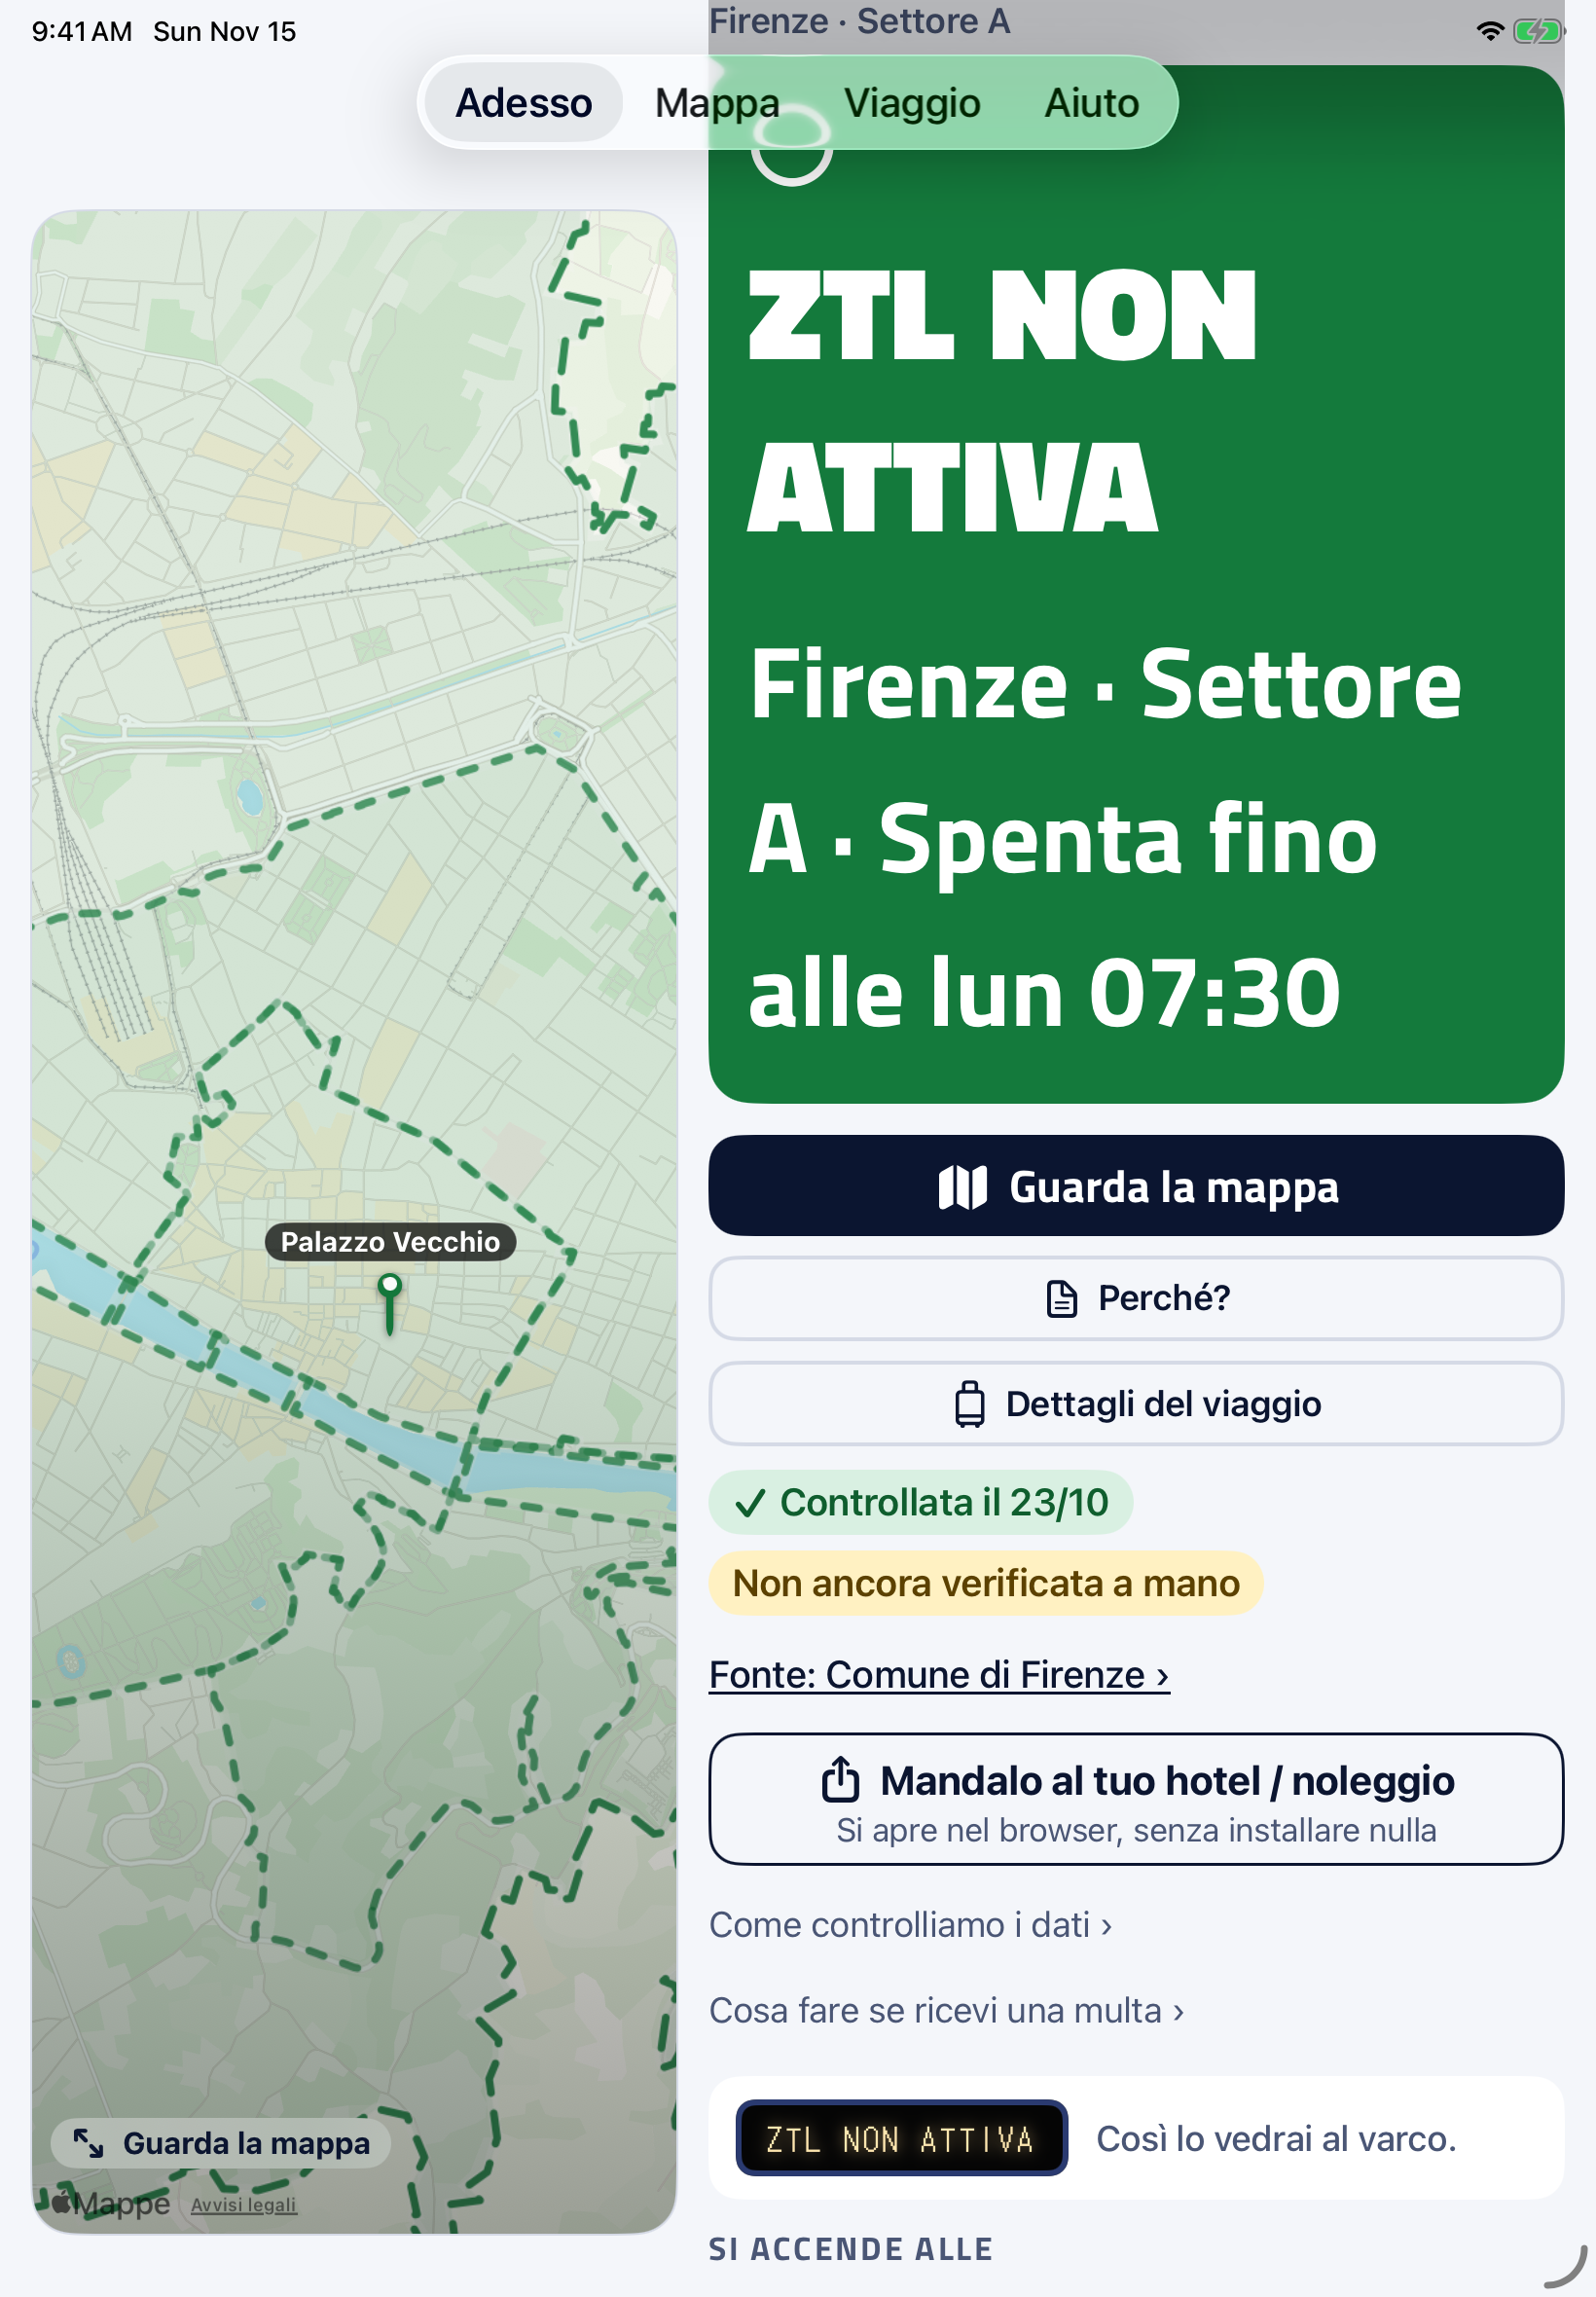 9:41 AM Sun Nov 15
Firenze · Settore A
Adesso Mappa Viaggio Aiuto
Palazzo Vecchio
Guarda la mappa
Mappe Avvisi legali
ZTL NON
ATTIVA
Firenze · Settore
A · Spenta fino
alle lun 07:30
Guarda la mappa
Perché?
Dettagli del viaggio
Controllata il 23/10
Non ancora verificata a mano
Fonte: Comune di Firenze ›
Mandalo al tuo hotel / noleggio
Si apre nel browser, senza installare nulla
Come controlliamo i dati ›
Cosa fare se ricevi una multa ›
ZTL NON ATTIVA Così lo vedrai al varco.
SI ACCENDE ALLE